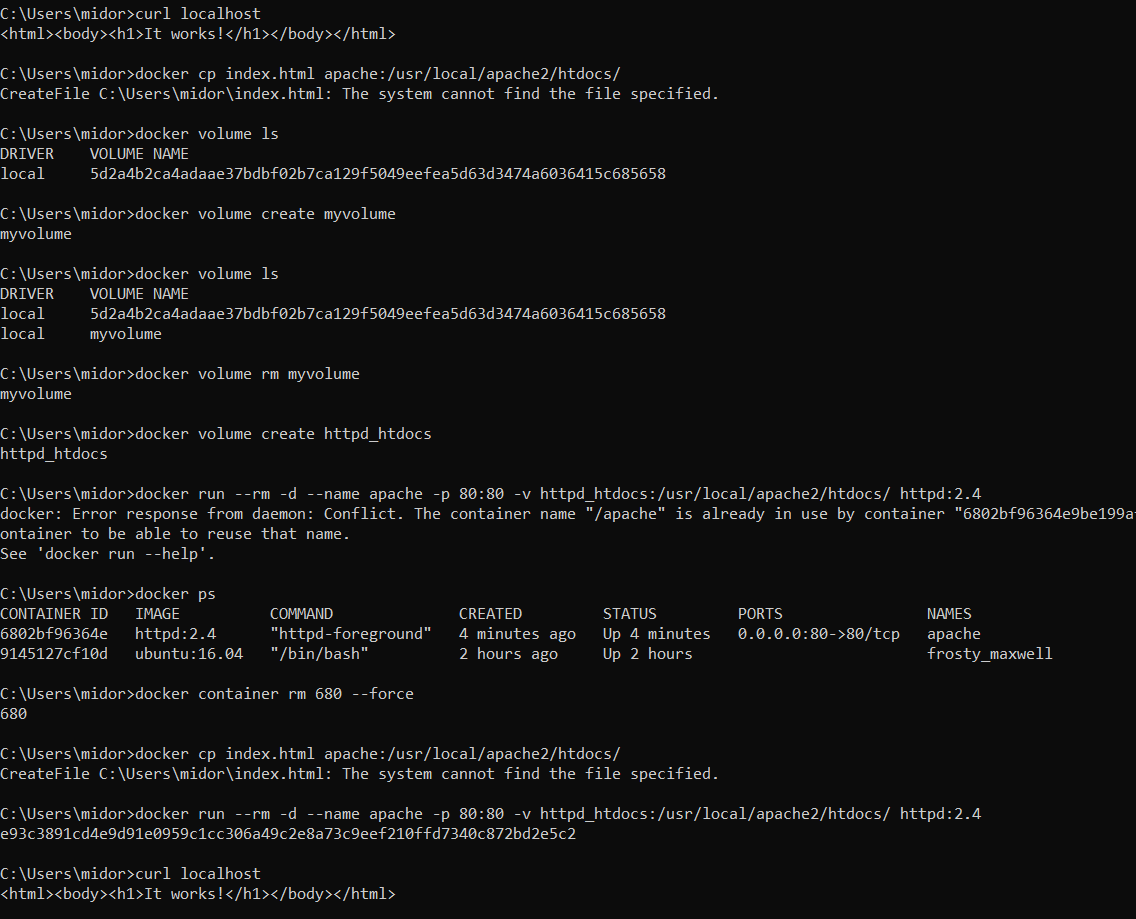 C:\Users\midor>curl localhost
<html><body><h1>It works!</h1></body></html>
C:\Users\midor>docker cp index.html apache:/usr/local/apache2/htdocs/
CreateFile C:\Users\midor\index.html: The system cannot find the file specified.
C:\Users\midor>docker volume ls
DRIVER    VOLUME NAME
local     5d2a4b2ca4adaae37bdbf02b7ca129f5049eefea5d63d3474a6036415c685658
C:\Users\midor>docker volume create myvolume
myvolume
C:\Users\midor>docker volume ls
DRIVER    VOLUME NAME
local     5d2a4b2ca4adaae37bdbf02b7ca129f5049eefea5d63d3474a6036415c685658
local     myvolume
C:\Users\midor>docker volume rm myvolume
myvolume
C:\Users\midor>docker volume create httpd_htdocs
httpd_htdocs
C:\Users\midor>docker run --rm -d --name apache -p 80:80 -v httpd_htdocs:/usr/local/apache2/htdocs/ httpd:2.4
docker: Error response from daemon: Conflict. The container name "/apache" is already in use by container "6802bf96364e9be199a
ontainer to be able to reuse that name.
See 'docker run --help'.
C:\Users\midor>docker ps
CONTAINER ID   IMAGE          COMMAND              CREATED         STATUS         PORTS                NAMES
6802bf96364e   httpd:2.4      "httpd-foreground"   4 minutes ago   Up 4 minutes   0.0.0.0:80->80/tcp   apache
9145127cf10d   ubuntu:16.04   "/bin/bash"          2 hours ago     Up 2 hours                          frosty_maxwell
C:\Users\midor>docker container rm 680 --force
680
C:\Users\midor>docker cp index.html apache:/usr/local/apache2/htdocs/
CreateFile C:\Users\midor\index.html: The system cannot find the file specified.
C:\Users\midor>docker run --rm -d --name apache -p 80:80 -v httpd_htdocs:/usr/local/apache2/htdocs/ httpd:2.4
e93c3891cd4e9d91e0959c1cc306a49c2e8a73c9eef210ffd7340c872bd2e5c2
C:\Users\midor>curl localhost
<html><body><h1>It works!</h1></body></html>